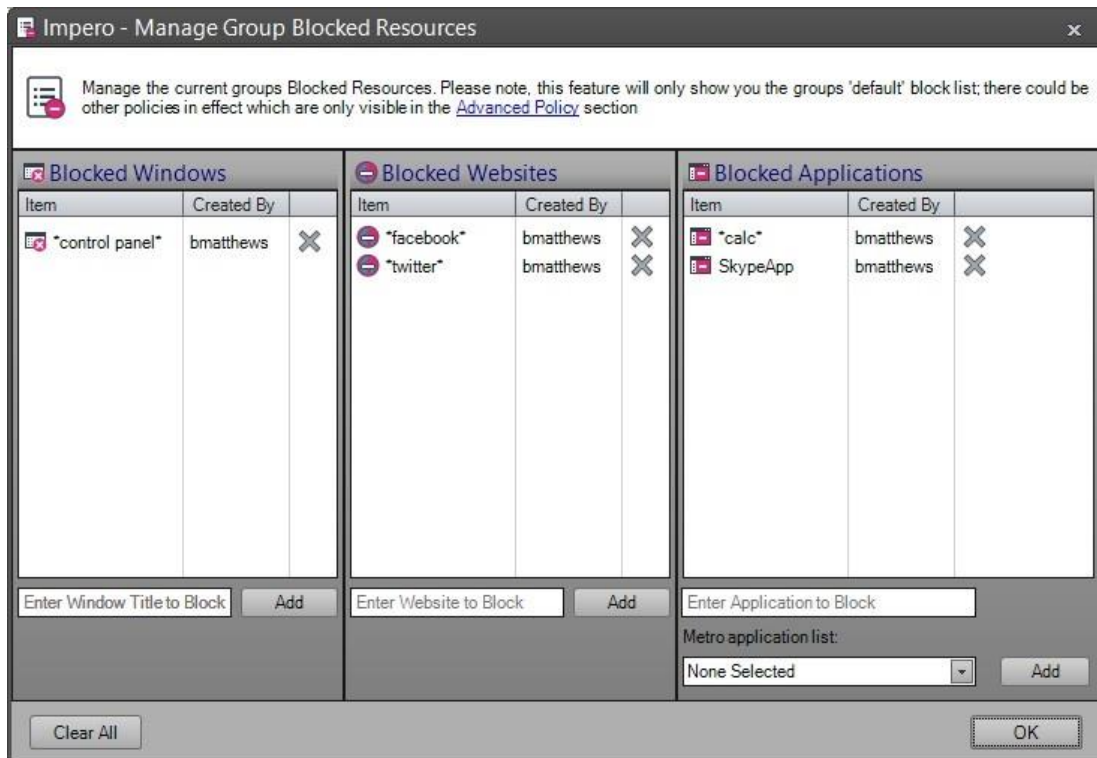 Impero - Manage Group Blocked Resources
Manage the current groups Blocked Resources. Please note, this feature will only show you the groups 'default' block list; there could be
other policies in effect which are only visible in the Advanced Policy section
Blocked Windows
Item Created By
*control panel* bmatthews
Enter Window Title to Block Add
Blocked Websites
Item Created By
*facebook* bmatthews
*twitter* bmatthews
Enter Website to Block Add
Blocked Applications
Item Created By
*calc* bmatthews
SkypeApp bmatthews
Enter Application to Block
Metro application list:
None Selected Add
Clear All OK